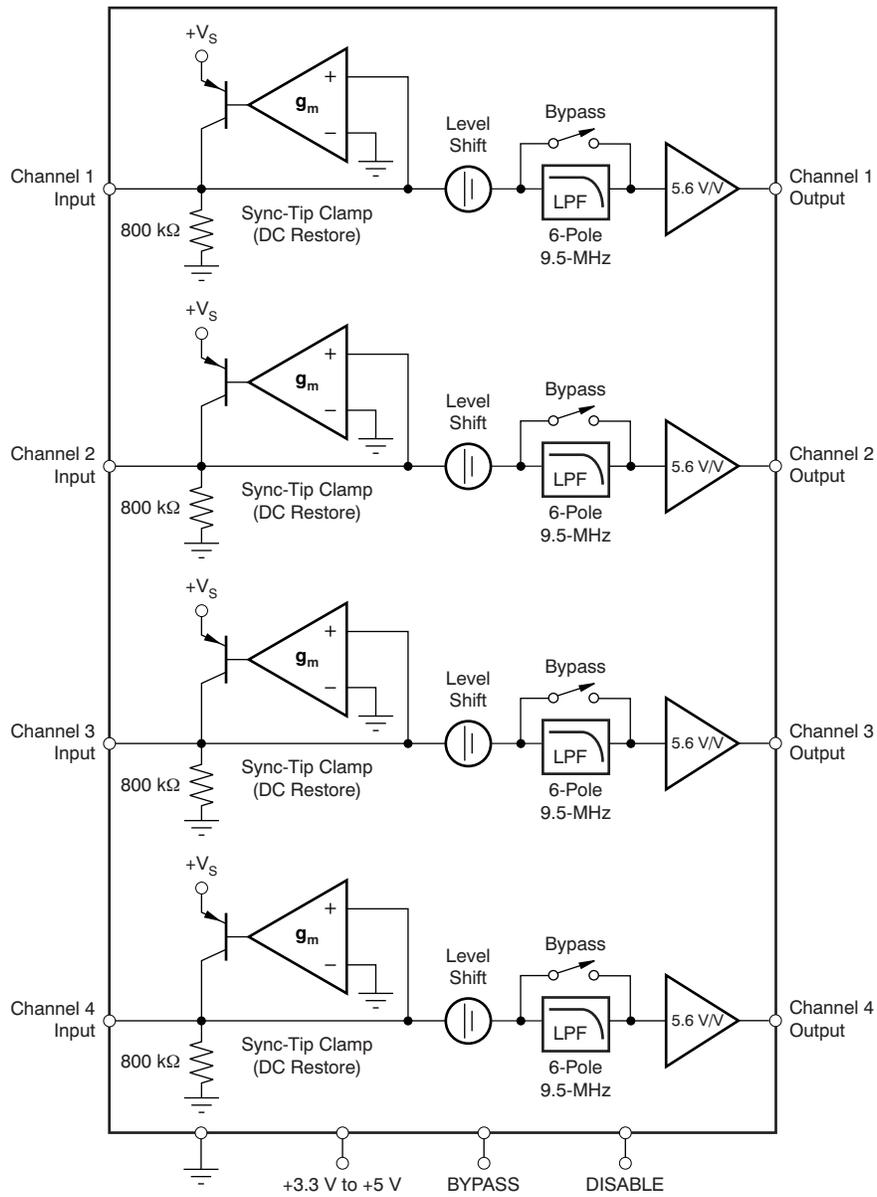 +VS
+
gm
−
Bypass
Level
Shift
Channel 1
Input
LPF
5.6 V/V
Channel 1
Output
800 kΩ
Sync-Tip Clamp
(DC Restore)
6-Pole
9.5-MHz
+VS
+
gm
−
Bypass
Level
Shift
Channel 2
Input
LPF
5.6 V/V
Channel 2
Output
800 kΩ
Sync-Tip Clamp
(DC Restore)
6-Pole
9.5-MHz
+VS
+
gm
−
Bypass
Level
Shift
Channel 3
Input
LPF
5.6 V/V
Channel 3
Output
800 kΩ
Sync-Tip Clamp
(DC Restore)
6-Pole
9.5-MHz
+VS
+
gm
−
Bypass
Level
Shift
Channel 4
Input
LPF
5.6 V/V
Channel 4
Output
800 kΩ
Sync-Tip Clamp
(DC Restore)
6-Pole
9.5-MHz
+3.3 V to +5 V
BYPASS
DISABLE